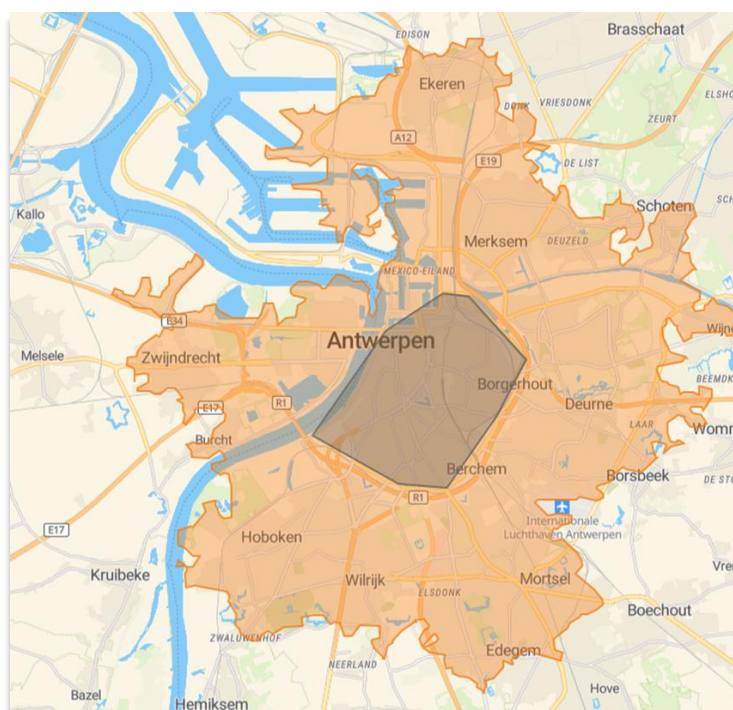 EDISON
Brasschaat
Ekeren
ELSHO
DONK
VRIESDONK
ZEURT
A12
E19
DE LIST
Kallo
Schoten
SCH
Merksem
DEUZELD
MEXICO-EILAND
E34
Antwerpen
Wijne
Melsele
Zwijndrecht
BEEMDK
Borgerhout
R1
Deurne
E17
LAAR
Womm
Burcht
Berchem
Borsbeek
DE STO
R1
E17
Internationale
Luchthaven Antwerpen
Hoboken
Vre
Kruibeke
Wilrijk
Mortsel
ELSDONK
Boechout
ZWALUWENHOF
Edegem
NEERLAND
Bazel
Hove
Hemiksem